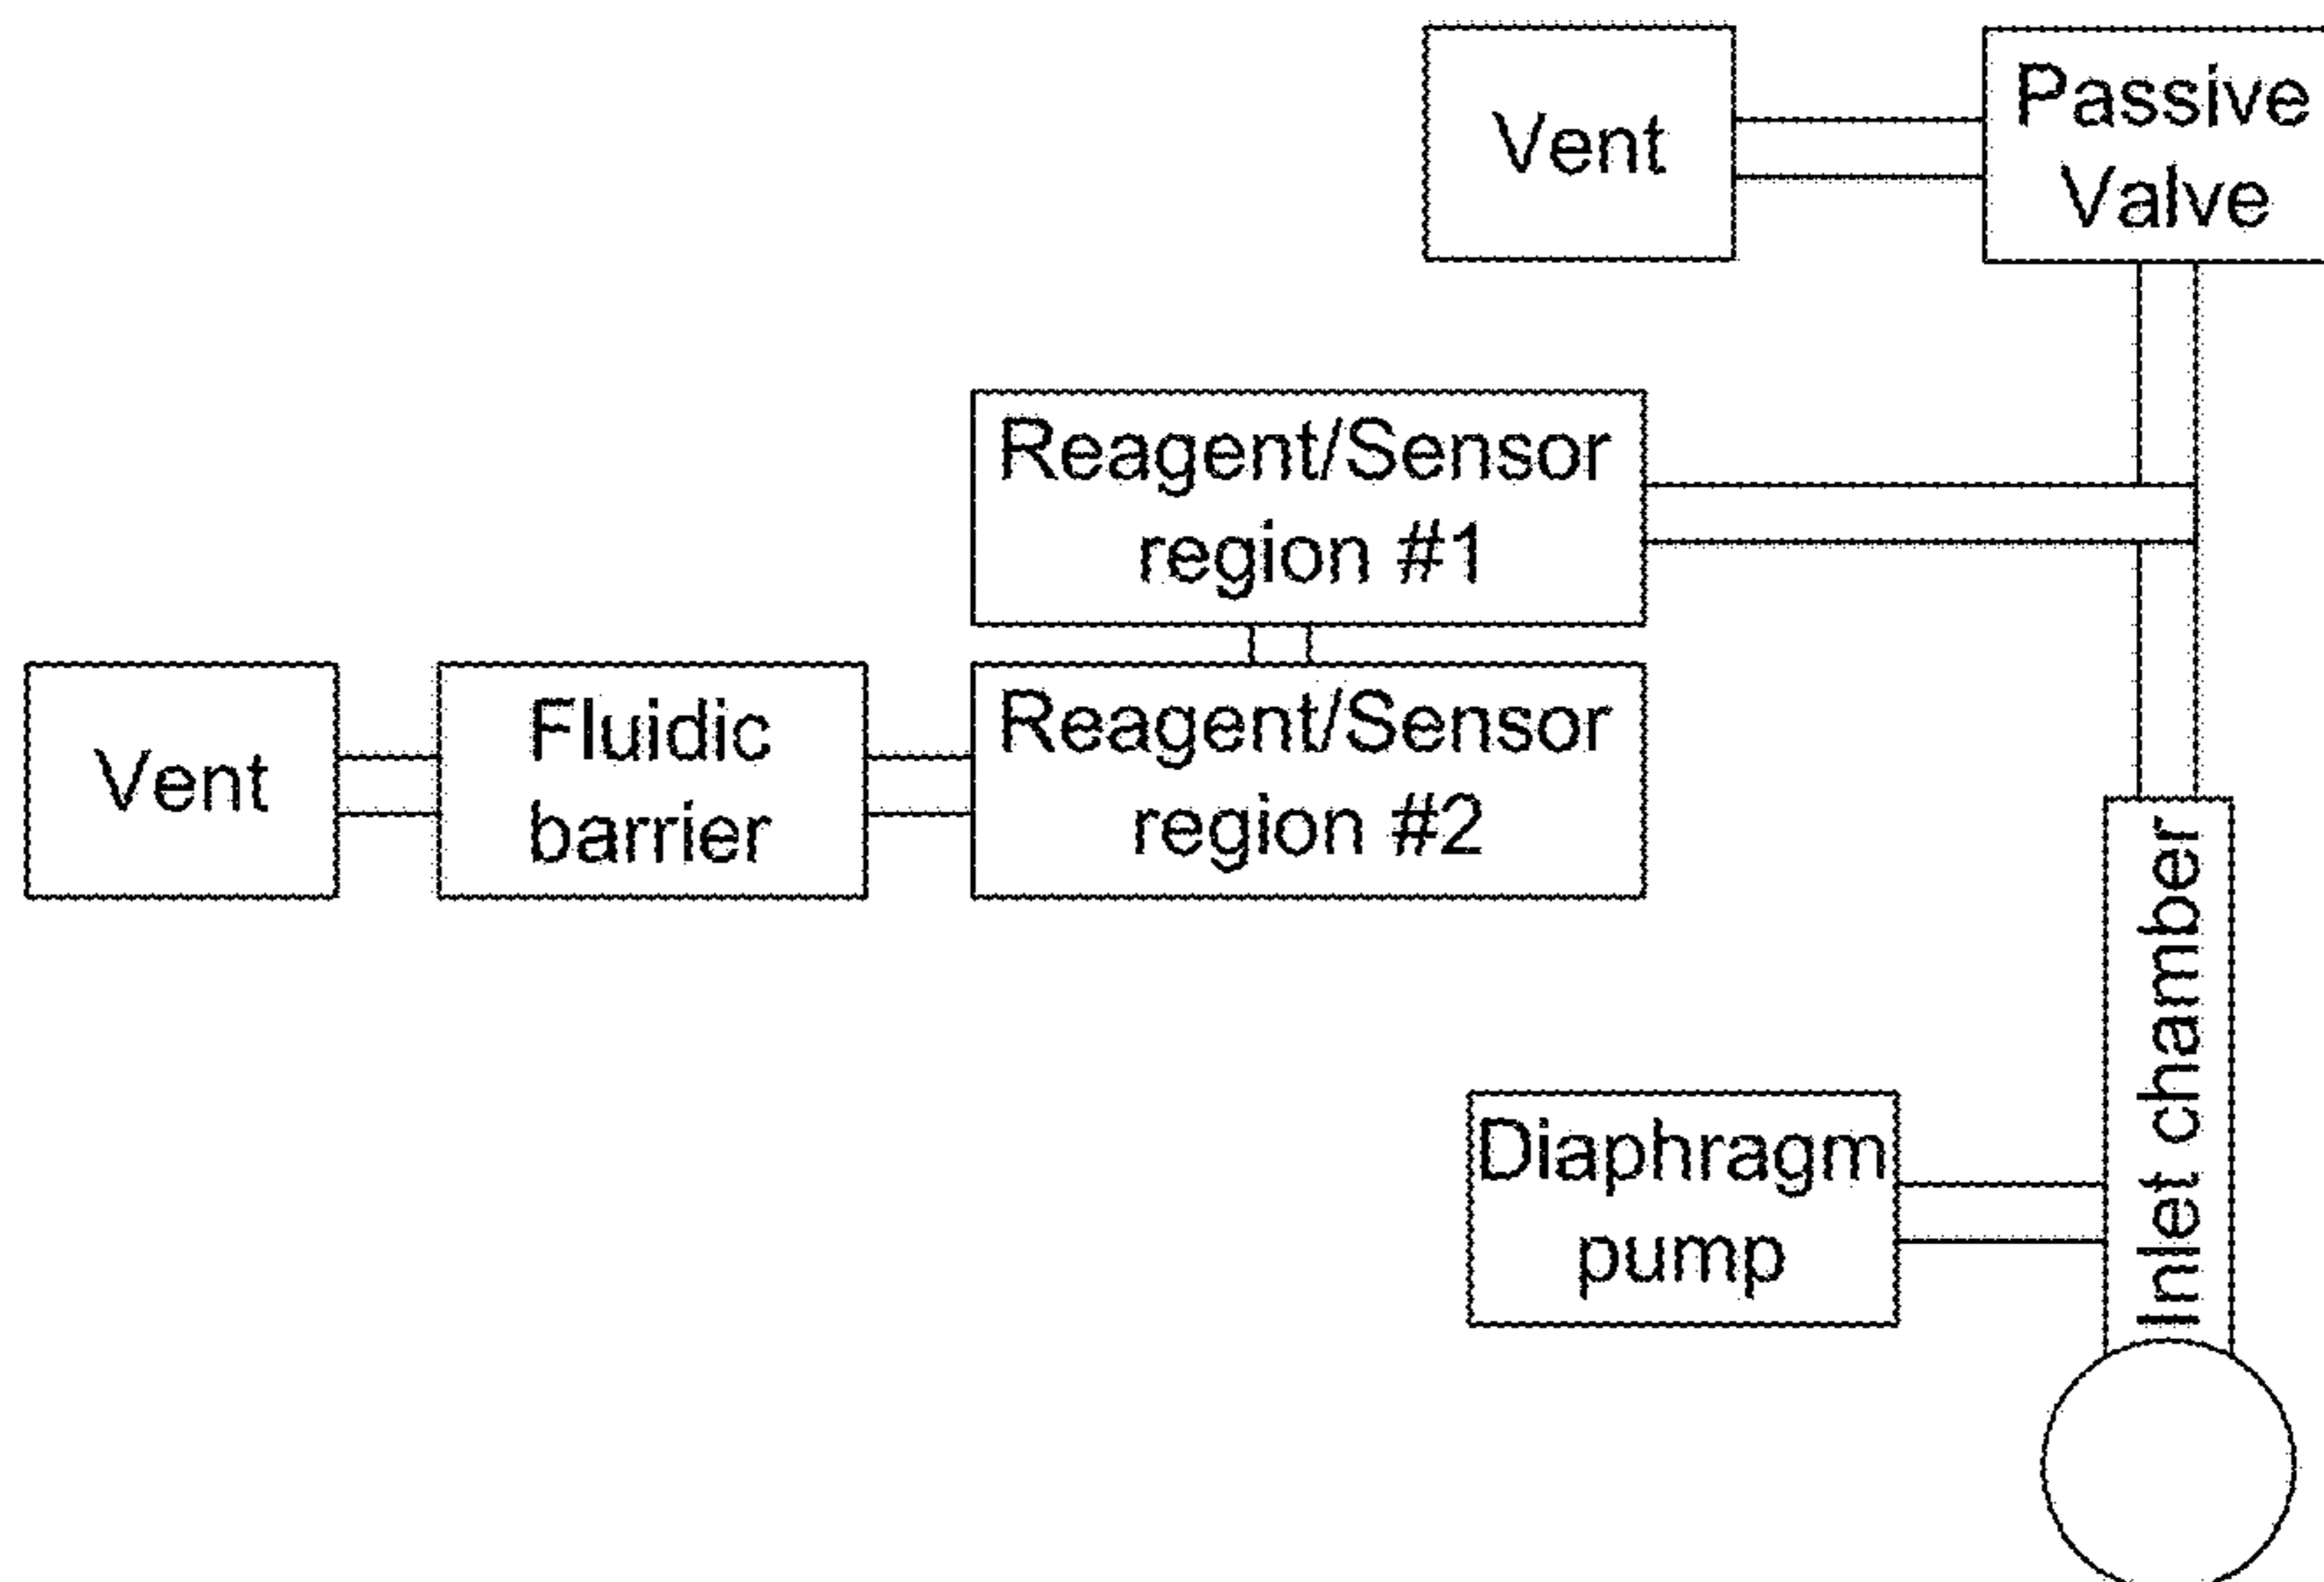 Vent
Passive
Valve
Reagent/Sensor
region #1
Vent
Fluidic
barrier
Reagent/Sensor
region #2
Inlet chamber
Diaphragm
pump